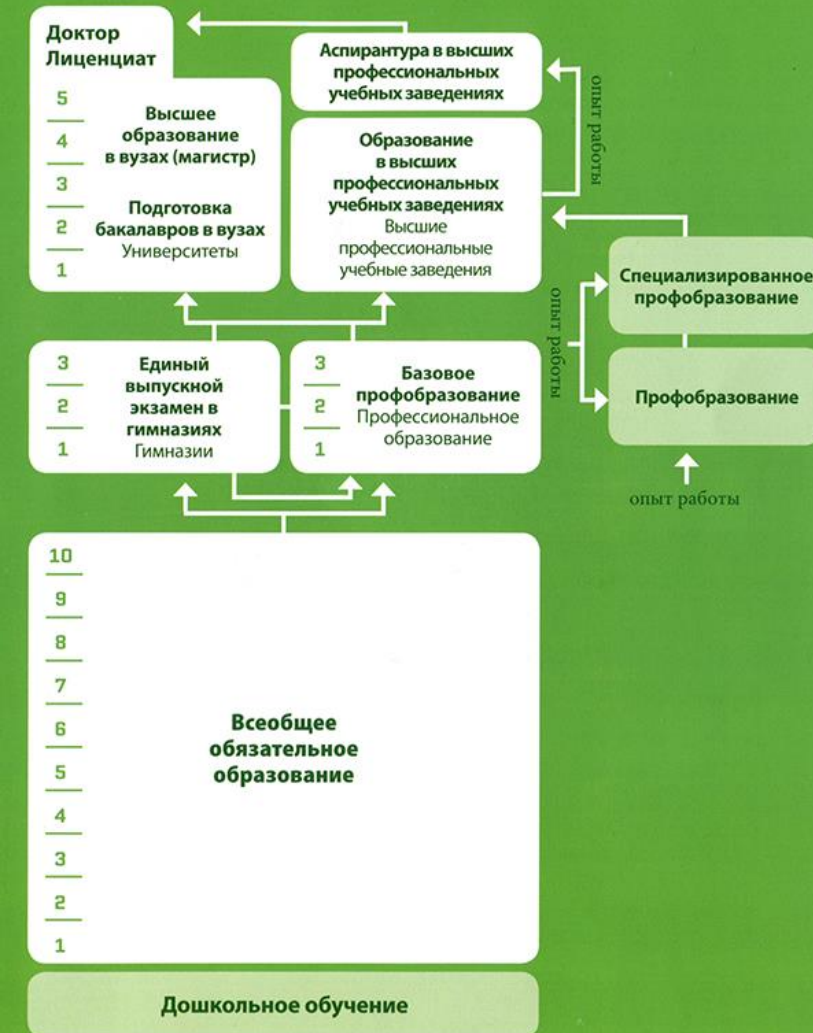 Доктор
Лиценциат
5
4
3
2
1
Высшее
образование
в вузах (магистр)
Подготовка
бакалавров в вузах
Университеты
Аспирантура в высших
профессиональных
учебных заведениях
Образование
в высших
профессиональных
учебных заведениях
Высшие
профессиональные
учебные заведения
опыт работы
Специализированное
профобразование
опыт работы
Профобразование
опыт работы
3
2
1
Единый
выпускной
экзамен в
гимназиях
Гимназии
3
2
1
Базовое
профобразование
Профессиональное
образование
10
9
8
7
6
5
4
3
2
1
Всеобщее
обязательное
образование
Дошкольное обучение